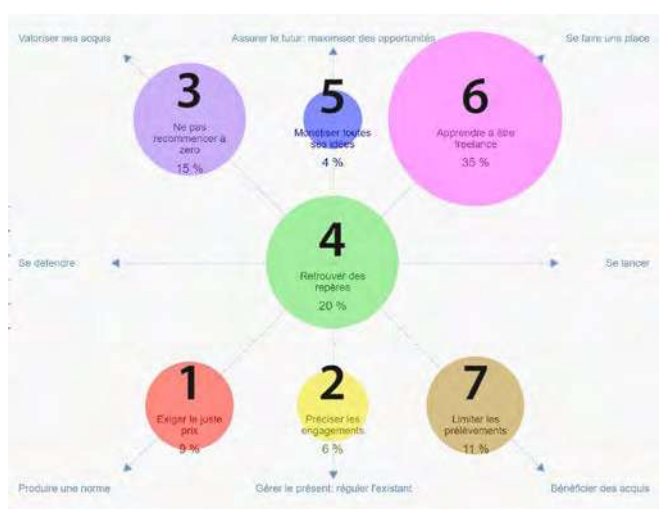 Valoriser ses acquis
Assurer le futur: maximiser des opportunités
Se faire une place
3
Ne pas
recommencer à
zero
15 %
5
Monétiser toutes
ses idées
4 %
6
Apprendre à être
freelance
35 %
Se défendre
4
Retrouver des
repères
20 %
Se lancer
1
Exiger le juste
prix
9 %
2
Préciser les
engagements
6 %
7
Limiter les
prélèvements
11 %
Produire une norme
Gérer le présent: réguler l'existant
Bénéficier des acquis